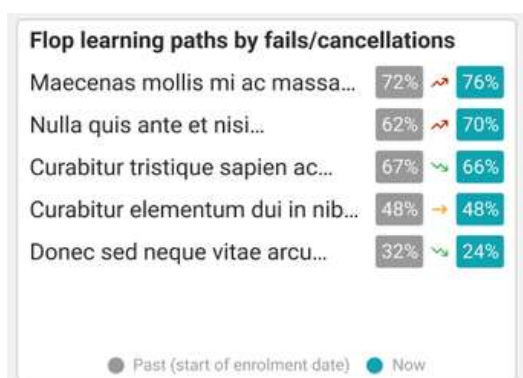 Flop learning paths by fails/cancellations
Maecenas mollis mi ac massa... 72% 76%
Nulla quis ante et nisi... 62% 70%
Curabitur tristique sapien ac... 67% 66%
Curabitur elementum dui in nib... 48% 48%
Donec sed neque vitae arcu... 32% 24%
Past (start of enrolment date) Now